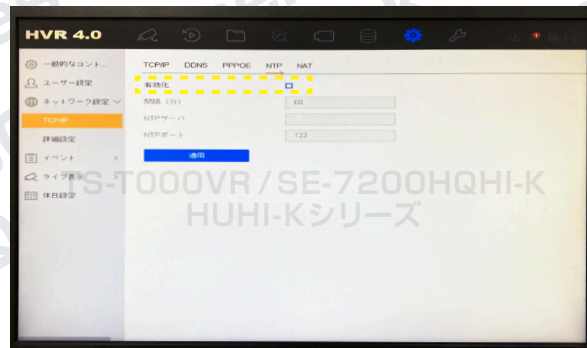 HVR 4.0
一般的なコント...
ユーザー設定
ネットワーク設定
TCP/IP
詳細設定
イベント
ライブ表示
休日設定
TCP/IP DDNS PPPOE NTP NAT
有効化
間隔（分） 60
NTPサーバ
NTPポート 123
適用
TS-T000VR/SE-7200HQHI-K
HUHI-Kシリーズ